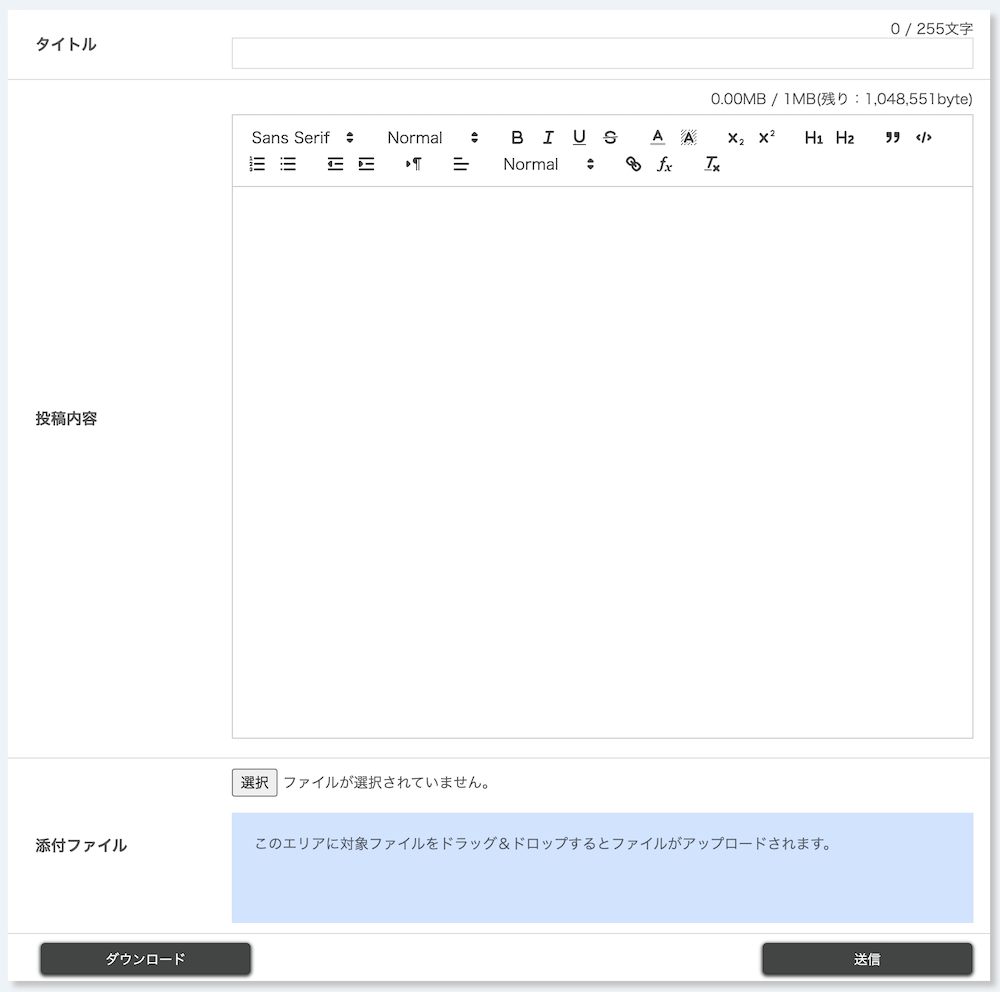 タイトル
0 / 255文字
0.00MB / 1MB(残り：1,048,551byte)
Sans Serif Normal B I U S A A x₂ x² H1 H2 ” </>
Normal fx Tx
投稿内容
選択 ファイルが選択されていません。
添付ファイル
このエリアに対象ファイルをドラッグ＆ドロップするとファイルがアップロードされます。
ダウンロード 送信